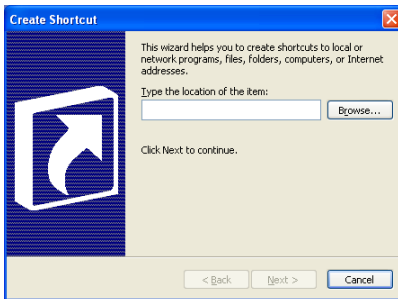 Create Shortcut
This wizard helps you to create shortcuts to local or
network programs, files, folders, computers, or Internet
addresses.
Type the location of the item:
Browse...
Click Next to continue.
< Back
Next >
Cancel